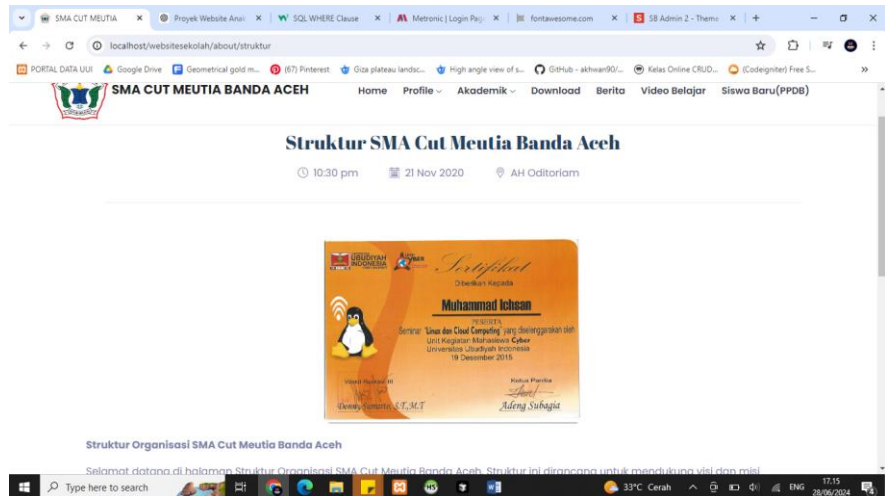 SMA CUT MEUTIA
Proyek Website Anal
SQL WHERE Clause
Metronic | Login Pag
fontawesome.com
SB Admin 2 - Theme
localhost/websitesekolah/about/struktur
PORTAL DATA UUI
Google Drive
Geometrical gold m...
(67) Pinterest
Giza plateau landsc...
High angle view of s...
GitHub - akhwan90/...
Kelas Online CRUD...
(Codeigniter) Free S...
SMA CUT MEUTIA BANDA ACEH
Home
Profile
Akademik
Download
Berita
Video Belajar
Siswa Baru(PPDB)
Struktur SMA Cut Meutia Banda Aceh
10:30 pm
21 Nov 2020
AH Oditoriam
UBUDIYAH
INDONESIA
Sertifikat
Diberikan Kepada
Muhammad Ichsan
PESERTA
Seminar "Linux dan Cloud Computing" yang diselenggarakan oleh
Unit Kegiatan Mahasiswa Cyber
Universitas Ubudiyah Indonesia
19 Desember 2015
Ketua Panitia
Adeng Subagia
Struktur Organisasi SMA Cut Meutia Banda Aceh
Selamat datang di halaman Struktur Organisasi SMA Cut Meutia Banda Aceh. Struktur ini dirancang untuk mendukung visi dan misi
Type here to search
33°C Cerah
ENG
17.15
28/06/2024